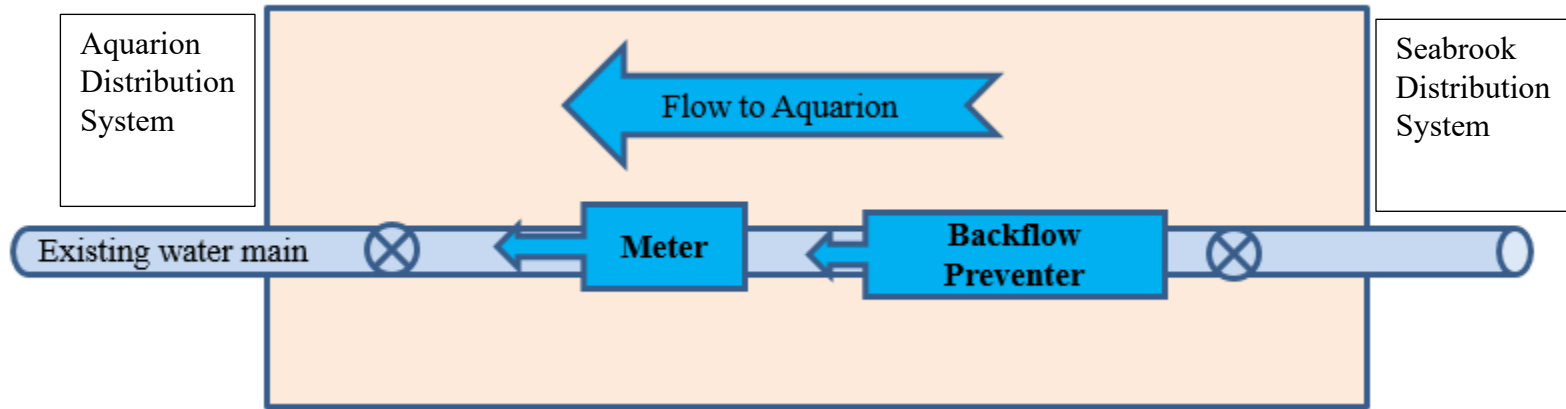 Aquarion
Distribution
System
Flow to Aquarion
Seabrook
Distribution
System
Existing water main
Meter
Backflow
Preventer